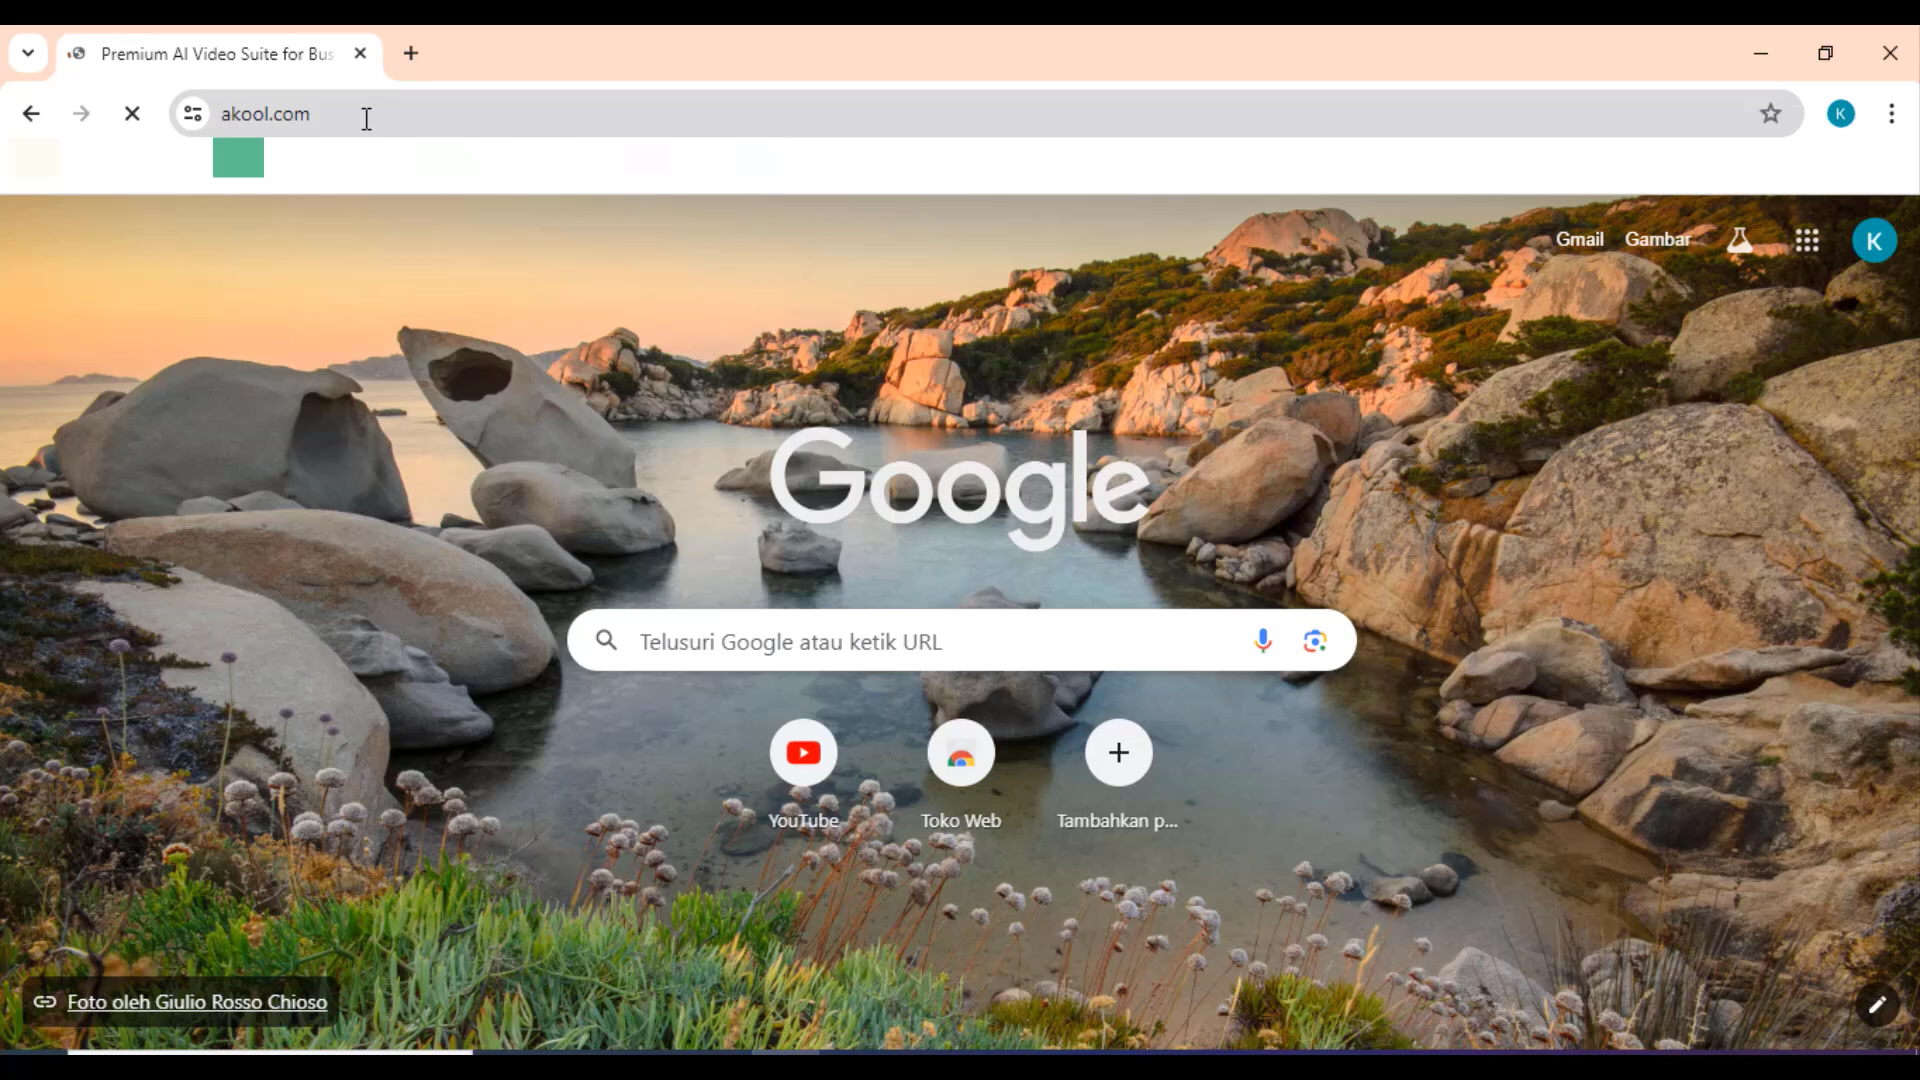 Premium AI Video Suite for Bus
akool.com
K
Gmail Gambar
K
Google
Telusuri Google atau ketik URL
YouTube Toko Web Tambahkan p...
Foto oleh Giulio Rosso Chioso